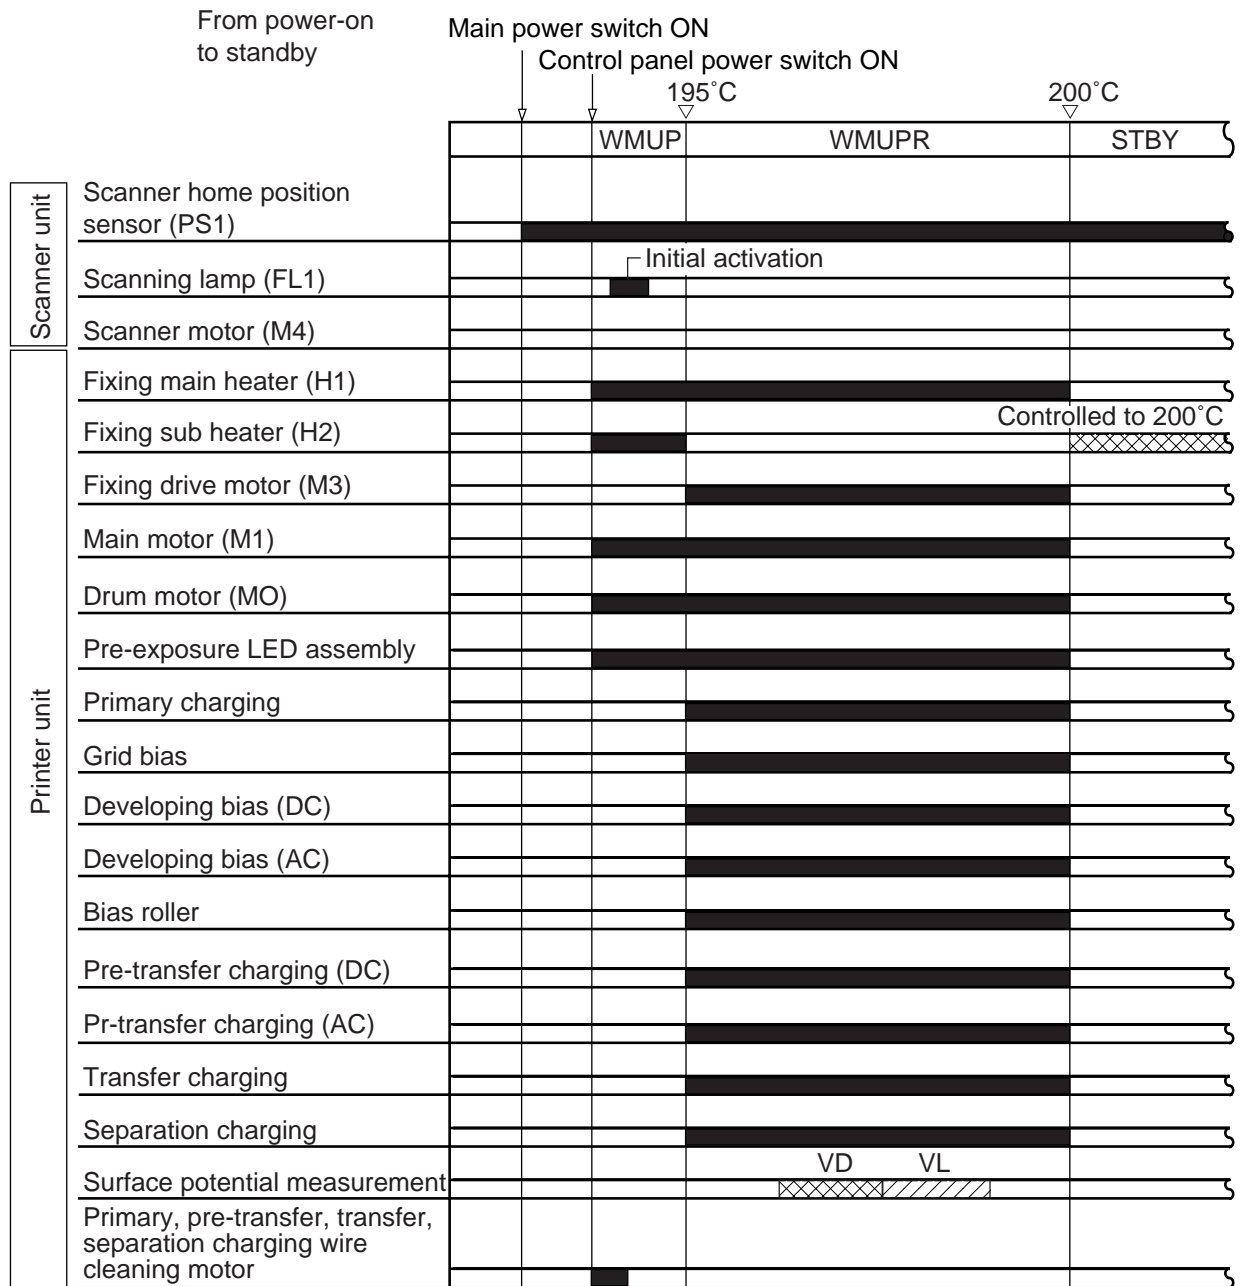 From power-on
to standby
Main power switch ON
Control panel power switch ON
195˚C
200˚C
WMUP
WMUPR
STBY
Scanner unit
Scanner home position
sensor (PS1)
Initial activation
Scanning lamp (FL1)
Scanner motor (M4)
Printer unit
Fixing main heater (H1)
Controlled to 200˚C
Fixing sub heater (H2)
Fixing drive motor (M3)
Main motor (M1)
Drum motor (MO)
Pre-exposure LED assembly
Primary charging
Grid bias
Developing bias (DC)
Developing bias (AC)
Bias roller
Pre-transfer charging (DC)
Pr-transfer charging (AC)
Transfer charging
Separation charging
VD
VL
Surface potential measurement
Primary, pre-transfer, transfer,
separation charging wire
cleaning motor